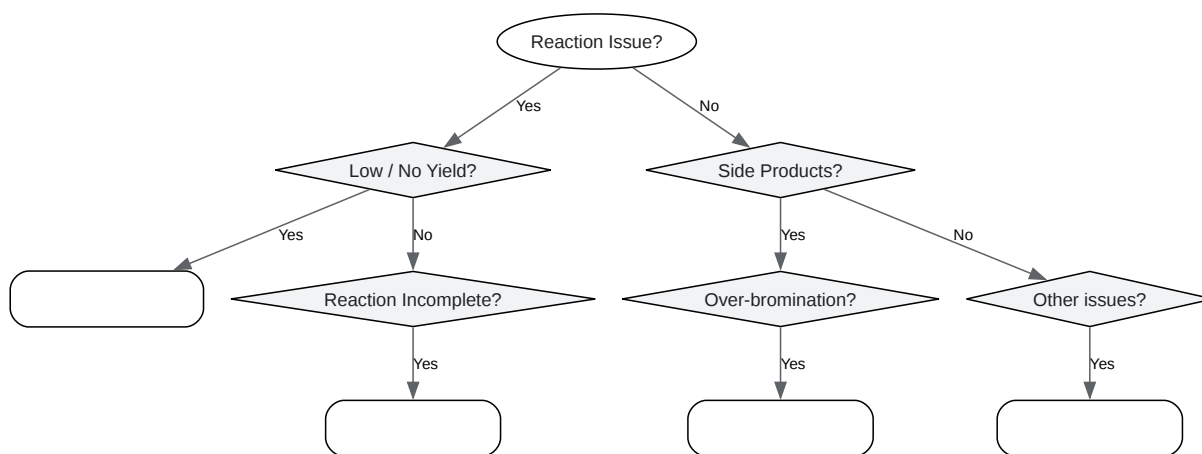 Reaction Issue?
Yes
No
Low / No Yield?
Side Products?
Yes
No
Yes
No
Reaction Incomplete?
Over-bromination?
Other issues?
Yes
Yes
Yes